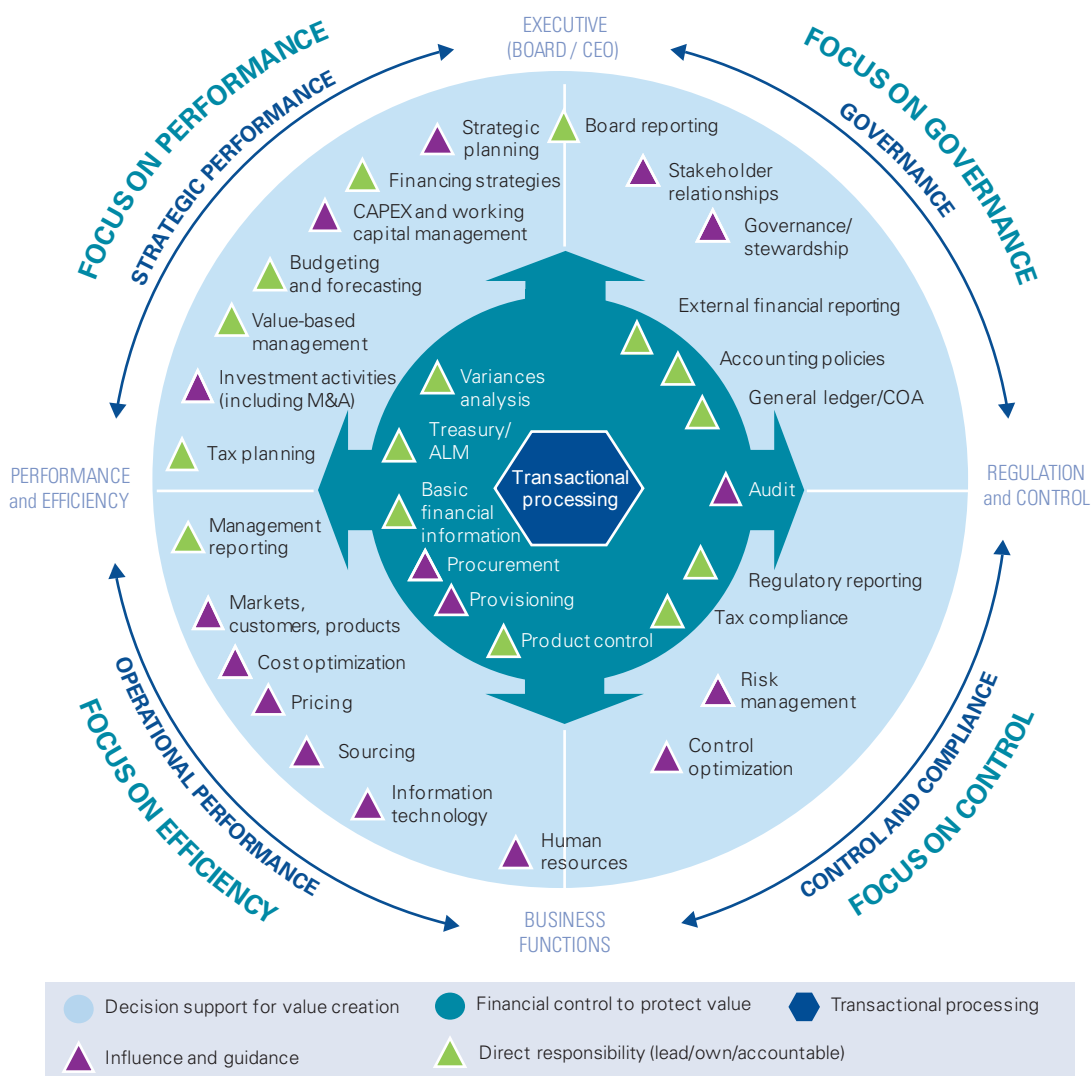 EXECUTIVE
(BOARD / CEO)
FOCUS ON PERFORMANCE
STRATEGIC PERFORMANCE
FOCUS ON GOVERNANCE
GOVERNANCE
Strategic
planning
Board reporting
Financing strategies
Stakeholder
relationships
CAPEX and working
capital management
Governance/
stewardship
Budgeting
and forecasting
Value-based
management
External financial reporting
Accounting policies
Investment activities
(including M&A)
Variances
analysis
General ledger/COA
Tax planning
Treasury/
ALM
PERFORMANCE
and EFFICIENCY
Transactional
processing
Audit
REGULATION
and CONTROL
Basic
financial
information
Management
reporting
Procurement
Provisioning
Product control
Regulatory reporting
Tax compliance
Markets,
customers, products
Cost optimization
Pricing
Sourcing
Information
technology
Human
resources
Risk
management
Control
optimization
OPERATIONAL PERFORMANCE
FOCUS ON EFFICIENCY
CONTROL AND COMPLIANCE
FOCUS ON CONTROL
BUSINESS
FUNCTIONS
Decision support for value creation
Financial control to protect value
Transactional processing
Influence and guidance
Direct responsibility (lead/own/accountable)